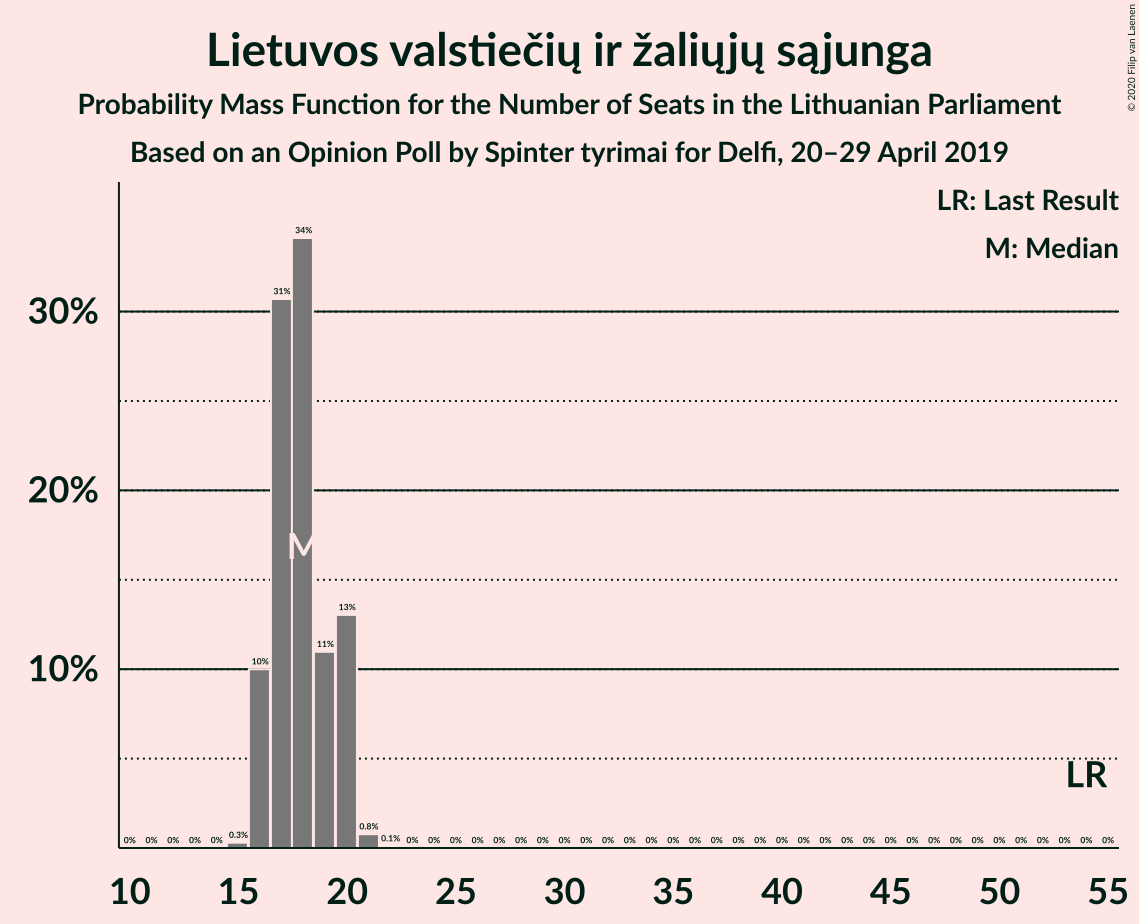 Lietuvos valstiečių ir žaliųjų sąjunga
Probability Mass Function for the Number of Seats in the Lithuanian Parliament
Based on an Opinion Poll by Spinter tyrimai for Delfi, 20–29 April 2019
© 2020 Filip van Laenen
LR: Last Result
M: Median
34%
31%
30%
20%
M
13%
11%
10%
10%
LR
0% 0% 0% 0% 0% 0.3% 0.8% 0.1% 0% 0% 0% 0% 0% 0% 0% 0% 0% 0% 0% 0% 0% 0% 0% 0% 0% 0% 0% 0% 0% 0% 0% 0% 0% 0% 0% 0% 0% 0% 0% 0% 0%
10 15 20 25 30 35 40 45 50 55